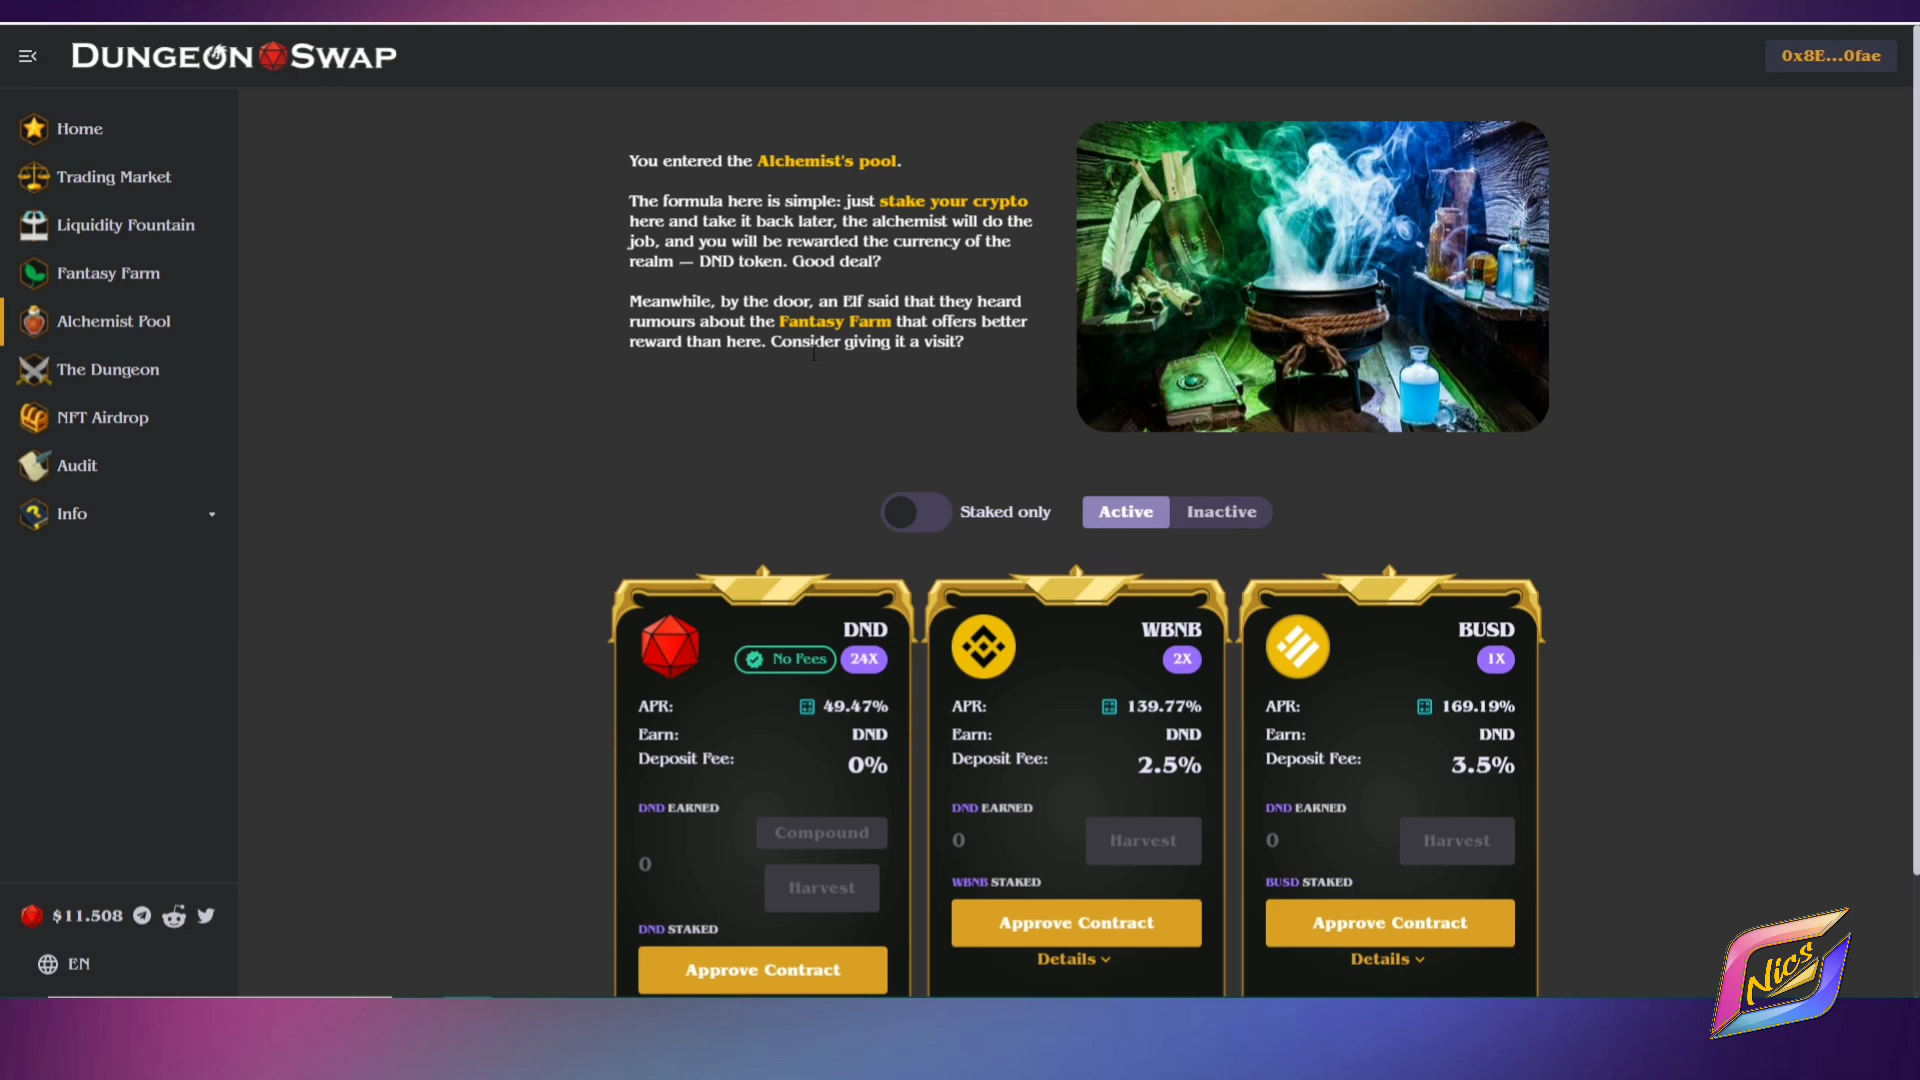 DUNGEON SWAP
0x8E...0fae
Home
Trading Market
Liquidity Fountain
Fantasy Farm
Alchemist Pool
The Dungeon
NFT Airdrop
Audit
Info
$11.508
EN
You entered the Alchemist's pool.
The formula here is simple: just stake your crypto
here and take it back later, the alchemist will do the
job, and you will be rewarded the currency of the
realm — DND token. Good deal?
Meanwhile, by the door, an Elf said that they heard
rumours about the Fantasy Farm that offers better
reward than here. Consider giving it a visit?
Staked only
Active
Inactive
DND
No Fees
24X
APR:
49.47%
Earn:
DND
Deposit Fee:
0%
DND EARNED
Compound
0
Harvest
DND STAKED
Approve Contract
WBNB
2X
APR:
139.77%
Earn:
DND
Deposit Fee:
2.5%
DND EARNED
0
Harvest
WBNB STAKED
Approve Contract
Details
BUSD
1X
APR:
169.19%
Earn:
DND
Deposit Fee:
3.5%
DND EARNED
0
Harvest
BUSD STAKED
Approve Contract
Details
Nics